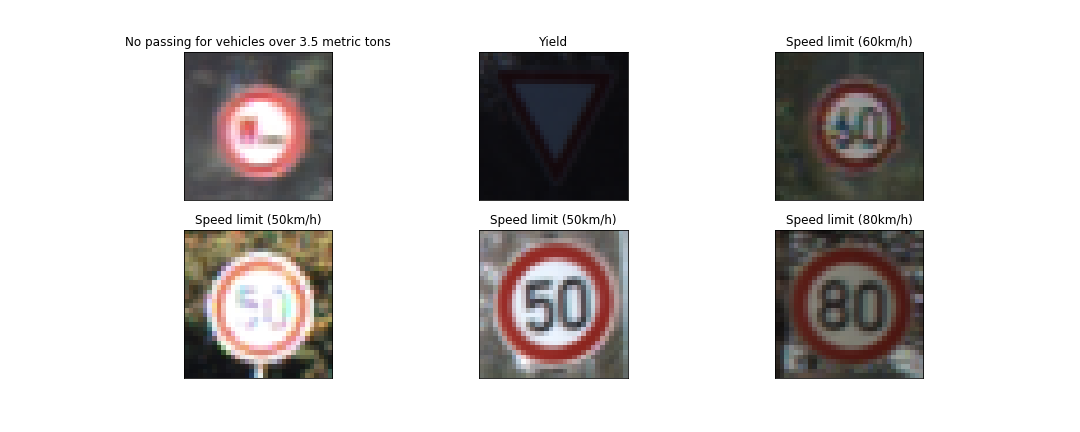 No passing for vehicles over 3.5 metric tons
Yield
Speed limit (60km/h)
60
Speed limit (50km/h)
Speed limit (50km/h)
Speed limit (80km/h)
50
50
80